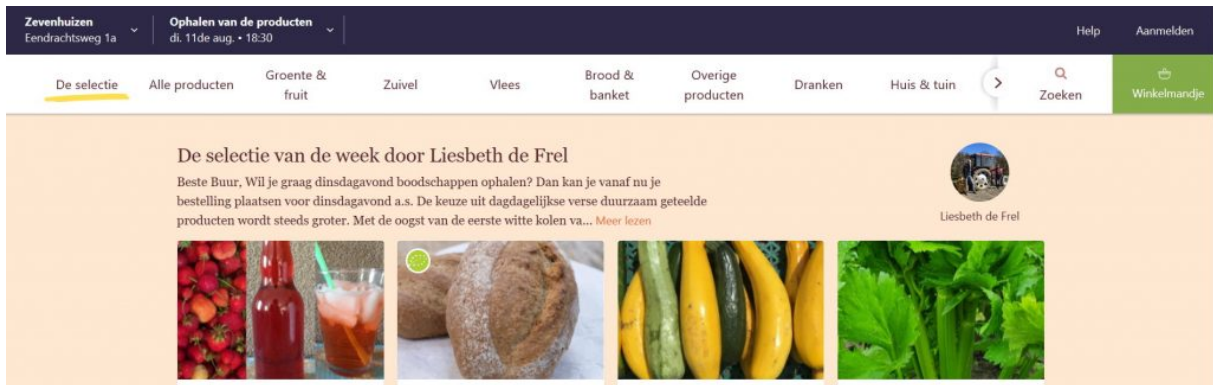 Zevenhuizen
Eendrachtsweg 1a
Ophalen van de producten
di. 11de aug. • 18:30
Help
Aanmelden
De selectie
Alle producten
Groente &
fruit
Zuivel
Vlees
Brood &
banket
Overige
producten
Dranken
Huis & tuin
Zoeken
Winkelmandje
De selectie van de week door Liesbeth de Frel
Beste Buur, Wil je graag dinsdagavond boodschappen ophalen? Dan kan je vanaf nu je
bestelling plaatsen voor dinsdagavond a.s. De keuze uit dagdagelijkse verse duurzaam geteelde
producten wordt steeds groter. Met de oogst van de eerste witte kolen va... Meer lezen
Liesbeth de Frel